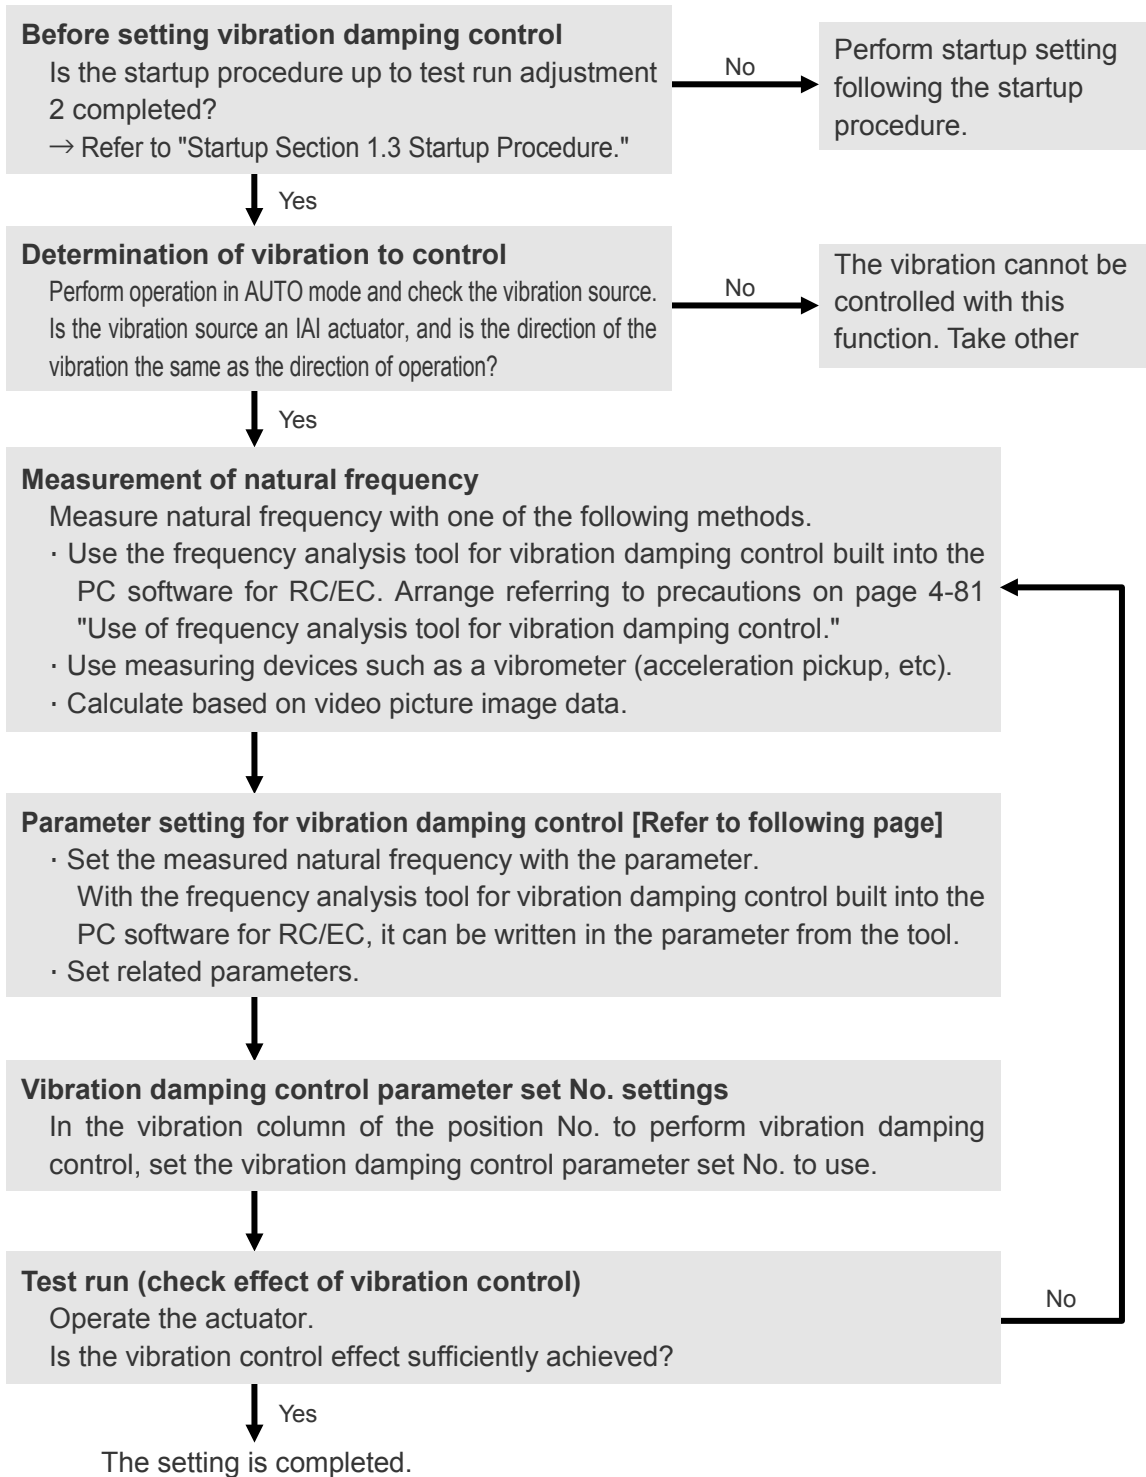 Before setting vibration damping control
Is the startup procedure up to test run adjustment
2 completed?
→ Refer to "Startup Section 1.3 Startup Procedure."
No
Perform startup setting
following the startup
procedure.
Yes
Determination of vibration to control
Perform operation in AUTO mode and check the vibration source.
Is the vibration source an IAI actuator, and is the direction of the
vibration the same as the direction of operation?
No
The vibration cannot be
controlled with this
function. Take other
Yes
Measurement of natural frequency
Measure natural frequency with one of the following methods.
· Use the frequency analysis tool for vibration damping control built into the
PC software for RC/EC. Arrange referring to precautions on page 4-81
"Use of frequency analysis tool for vibration damping control."
· Use measuring devices such as a vibrometer (acceleration pickup, etc).
· Calculate based on video picture image data.
Parameter setting for vibration damping control [Refer to following page]
· Set the measured natural frequency with the parameter.
With the frequency analysis tool for vibration damping control built into the
PC software for RC/EC, it can be written in the parameter from the tool.
· Set related parameters.
Vibration damping control parameter set No. settings
In the vibration column of the position No. to perform vibration damping
control, set the vibration damping control parameter set No. to use.
Test run (check effect of vibration control)
Operate the actuator.
Is the vibration control effect sufficiently achieved?
No
Yes
The setting is completed.